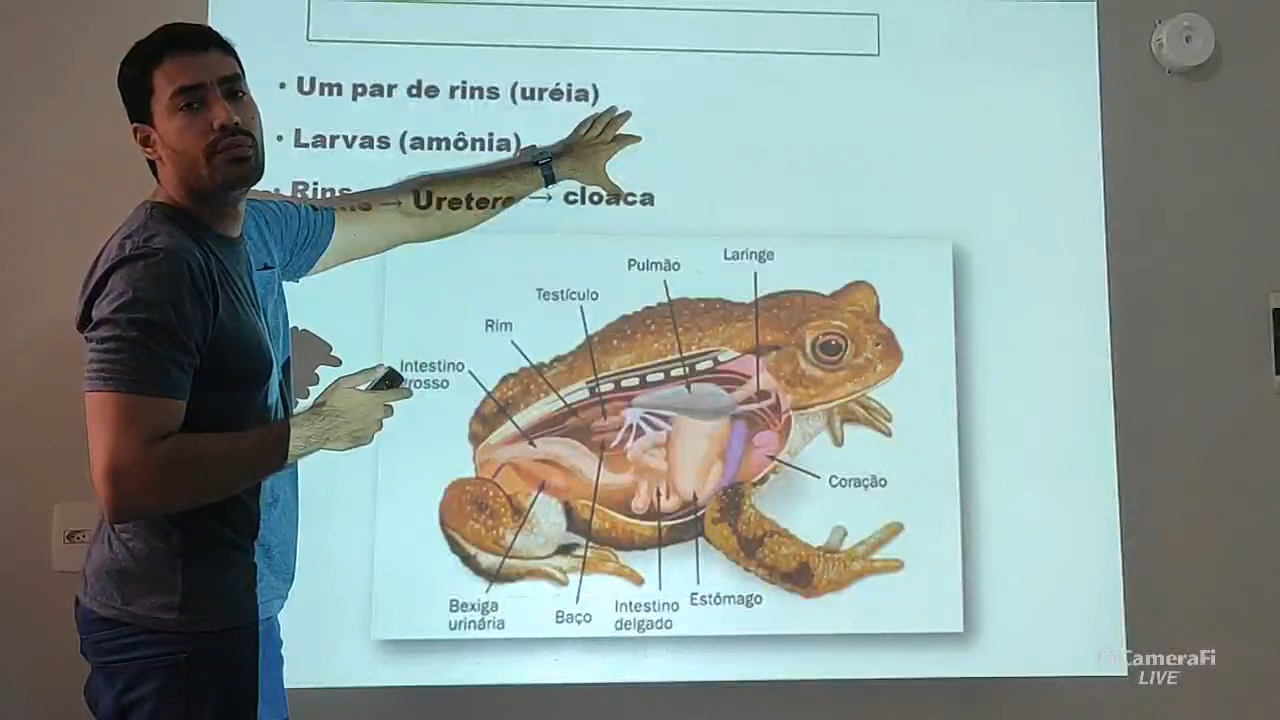 • Um par de rins (uréia)
• Larvas (amônia)
• Rins → Ureteres → cloaca
Laringe
Pulmão
Testículo
Rim
Intestino
grosso
Coração
Estômago
Intestino
delgado
Baço
Bexiga
urinária
CameraFi
LIVE